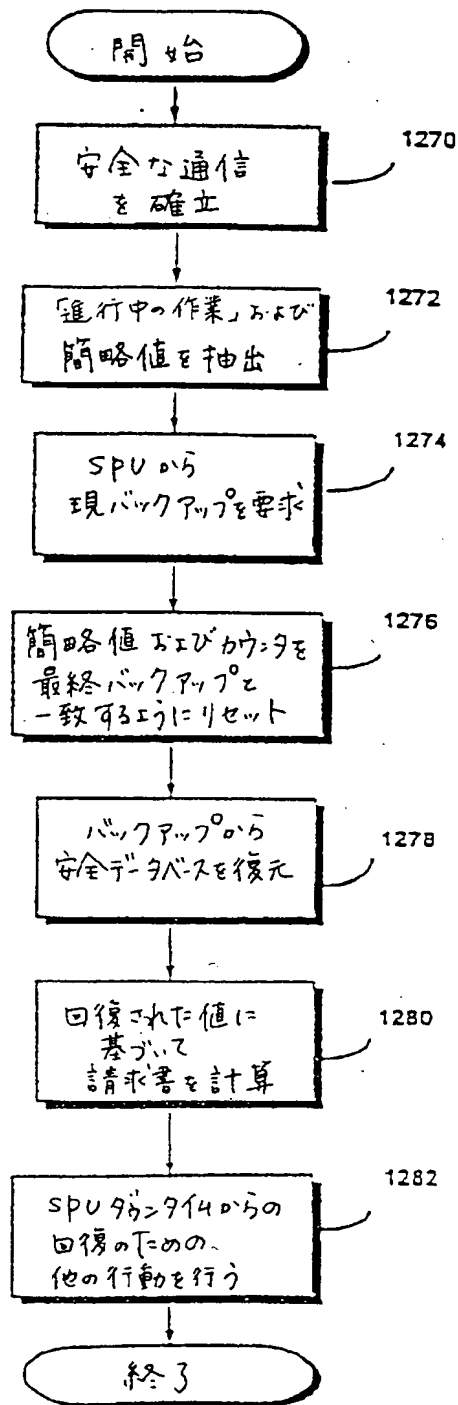 開始
安全な通信
を確立
1270
「進行中の作業」および
簡略値を抽出
1272
SPUから
現バックアップを要求
1274
簡略値およびカウンタを
最終バックアップと
一致するようにリセット
1276
バックアップから
安全データベースを復元
1278
回復された値に
基づいて
請求書を計算
1280
SPUダウンタイムからの
回復のための、
他の行動を行う
1282
終了